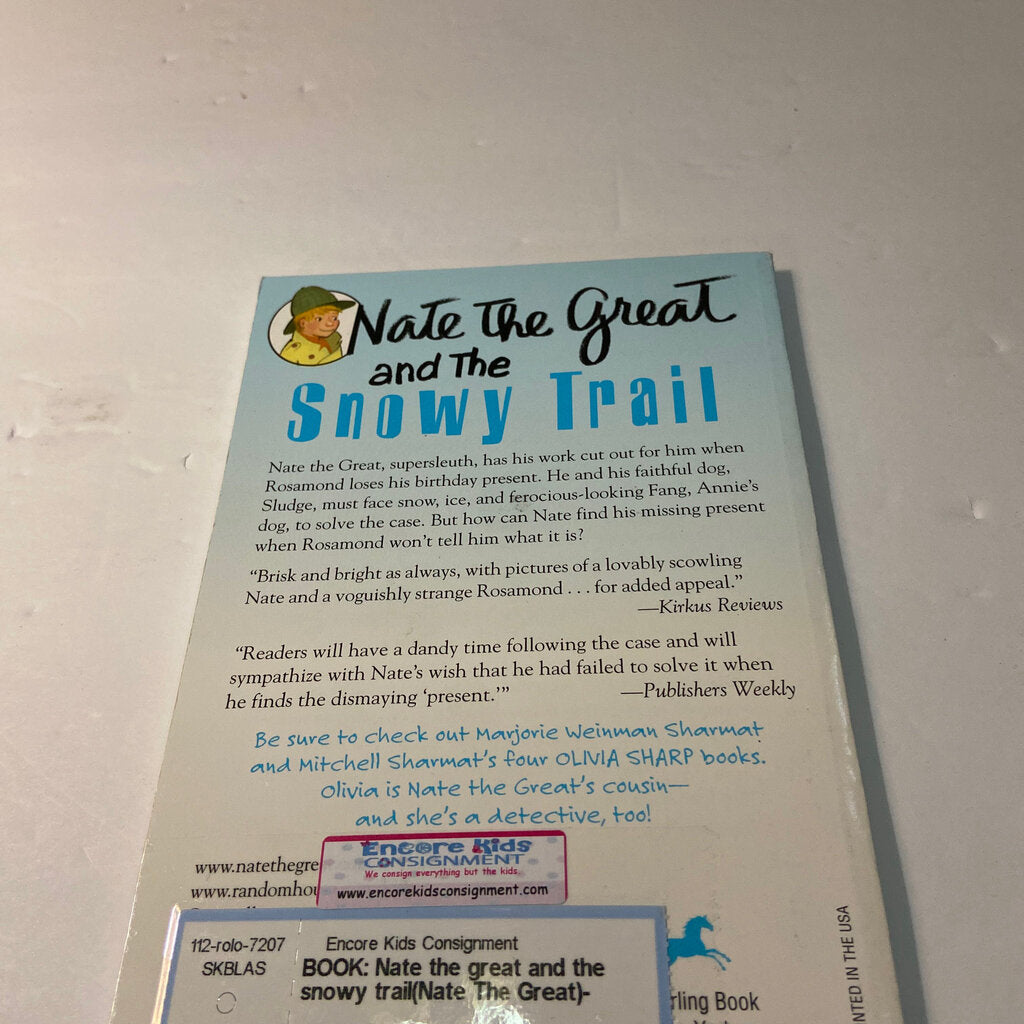 Nate the Great
and The
Snowy Trail
Nate the Great, supersleuth, has his work cut out for him when
Rosamond loses his birthday present. He and his faithful dog,
Sludge, must face snow, ice, and ferocious-looking Fang, Annie's
dog, to solve the case. But how can Nate find his missing present
when Rosamond won't tell him what it is?
"Brisk and bright as always, with pictures of a lovably scowling
Nate and a voguishly strange Rosamond . . . for added appeal."
—Kirkus Reviews
"Readers will have a dandy time following the case and will
sympathize with Nate's wish that he had failed to solve it when
he finds the dismaying 'present.'"
—Publishers Weekly
Be sure to check out Marjorie Weinman Sharmat
and Mitchell Sharmat's four OLIVIA SHARP books.
Olivia is Nate the Great's cousin—
and she's a detective, too!
www.natethegre
www.randomhou
Encore Kids
CONSIGNMENT
We consign everything but the kids.
www.encorekidsconsignment.com
112-rolo-7207
SKBLAS
Encore Kids Consignment
BOOK: Nate the great and the
snowy trail(Nate The Great)-
rling Book
NTED IN THE USA